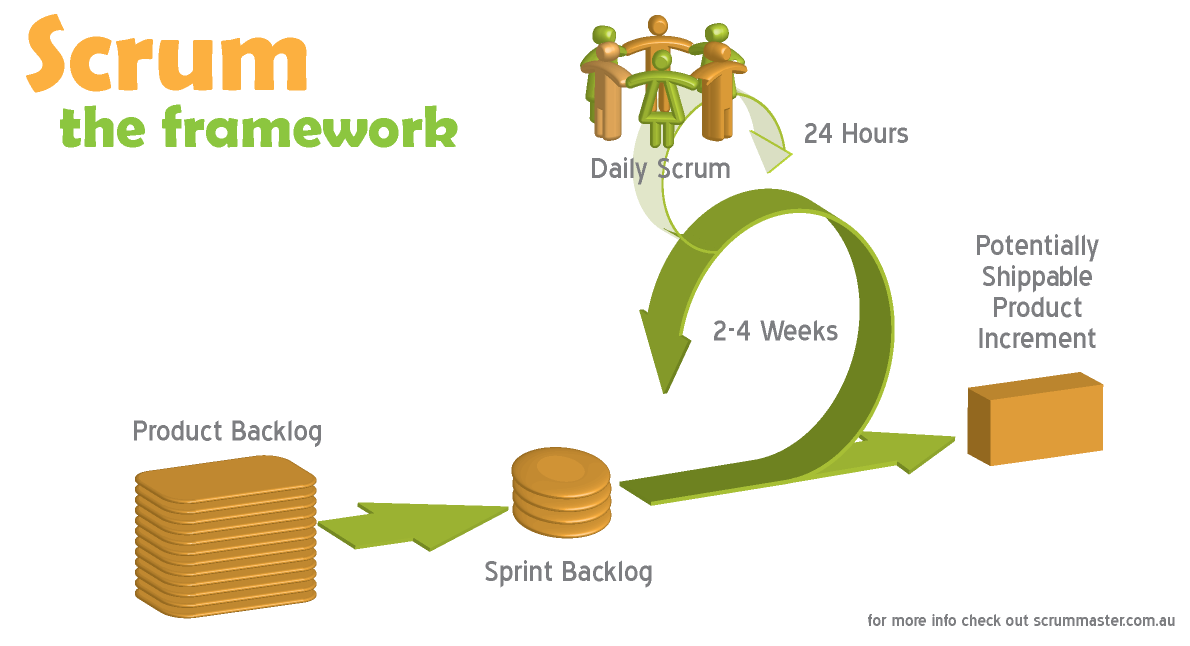 Scrum
the framework
Daily Scrum
24 Hours
2-4 Weeks
Potentially
Shippable
Product
Increment
Product Backlog
Sprint Backlog
for more info check out scrummaster.com.au